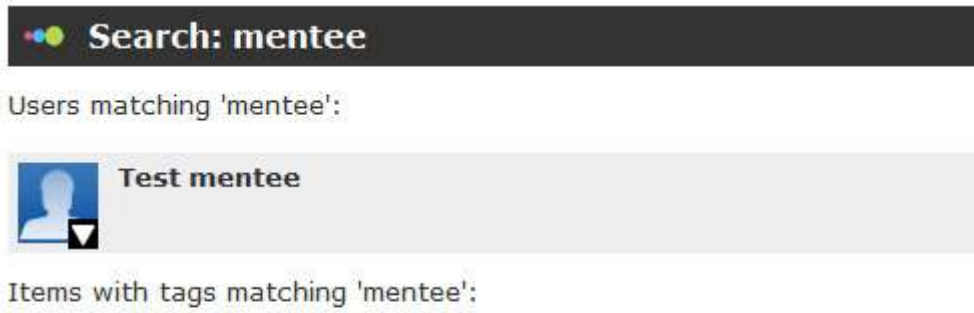 Search: mentee
Users matching 'mentee':
Test mentee
Items with tags matching 'mentee':